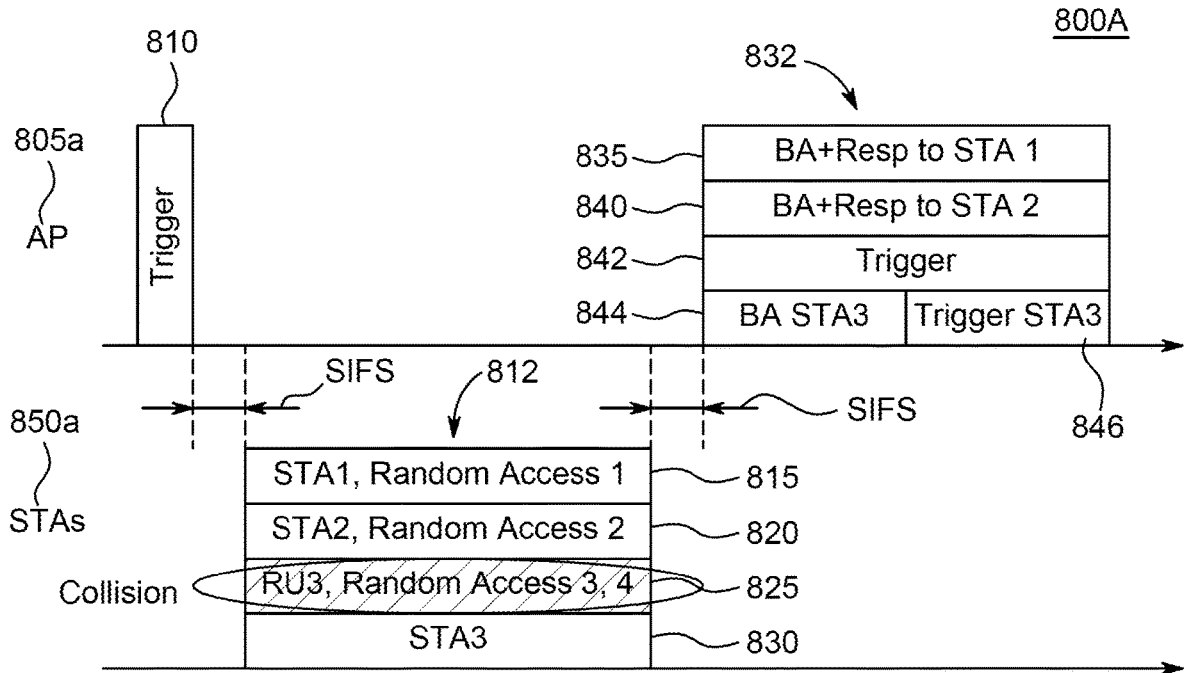 800A
810
832
805a
AP
Trigger
835
BA+Resp to STA 1
840
BA+Resp to STA 2
842
Trigger
844
BA STA3
Trigger STA3
846
SIFS
812
SIFS
850a
STAs
STA1, Random Access 1
815
STA2, Random Access 2
820
Collision
RU3, Random Access 3, 4
825
STA3
830